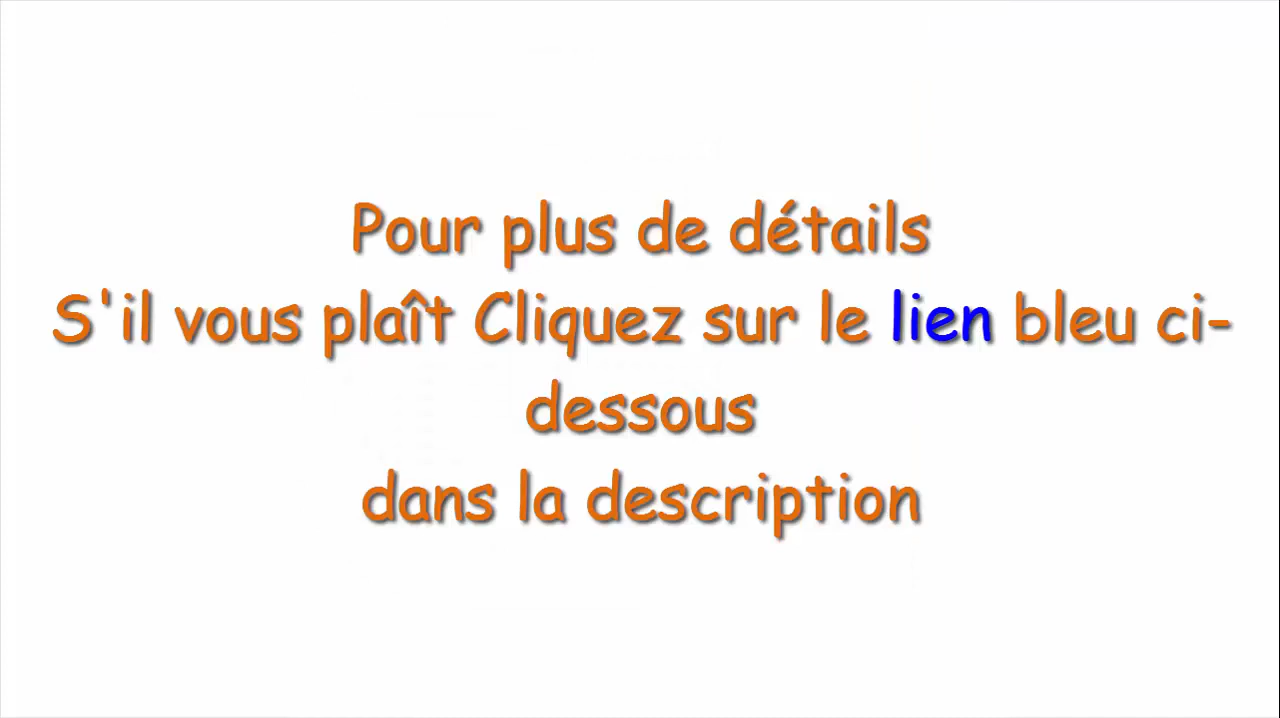 Pour plus de détails
S'il vous plaît Cliquez sur le lien bleu ci-
dessous
dans la description